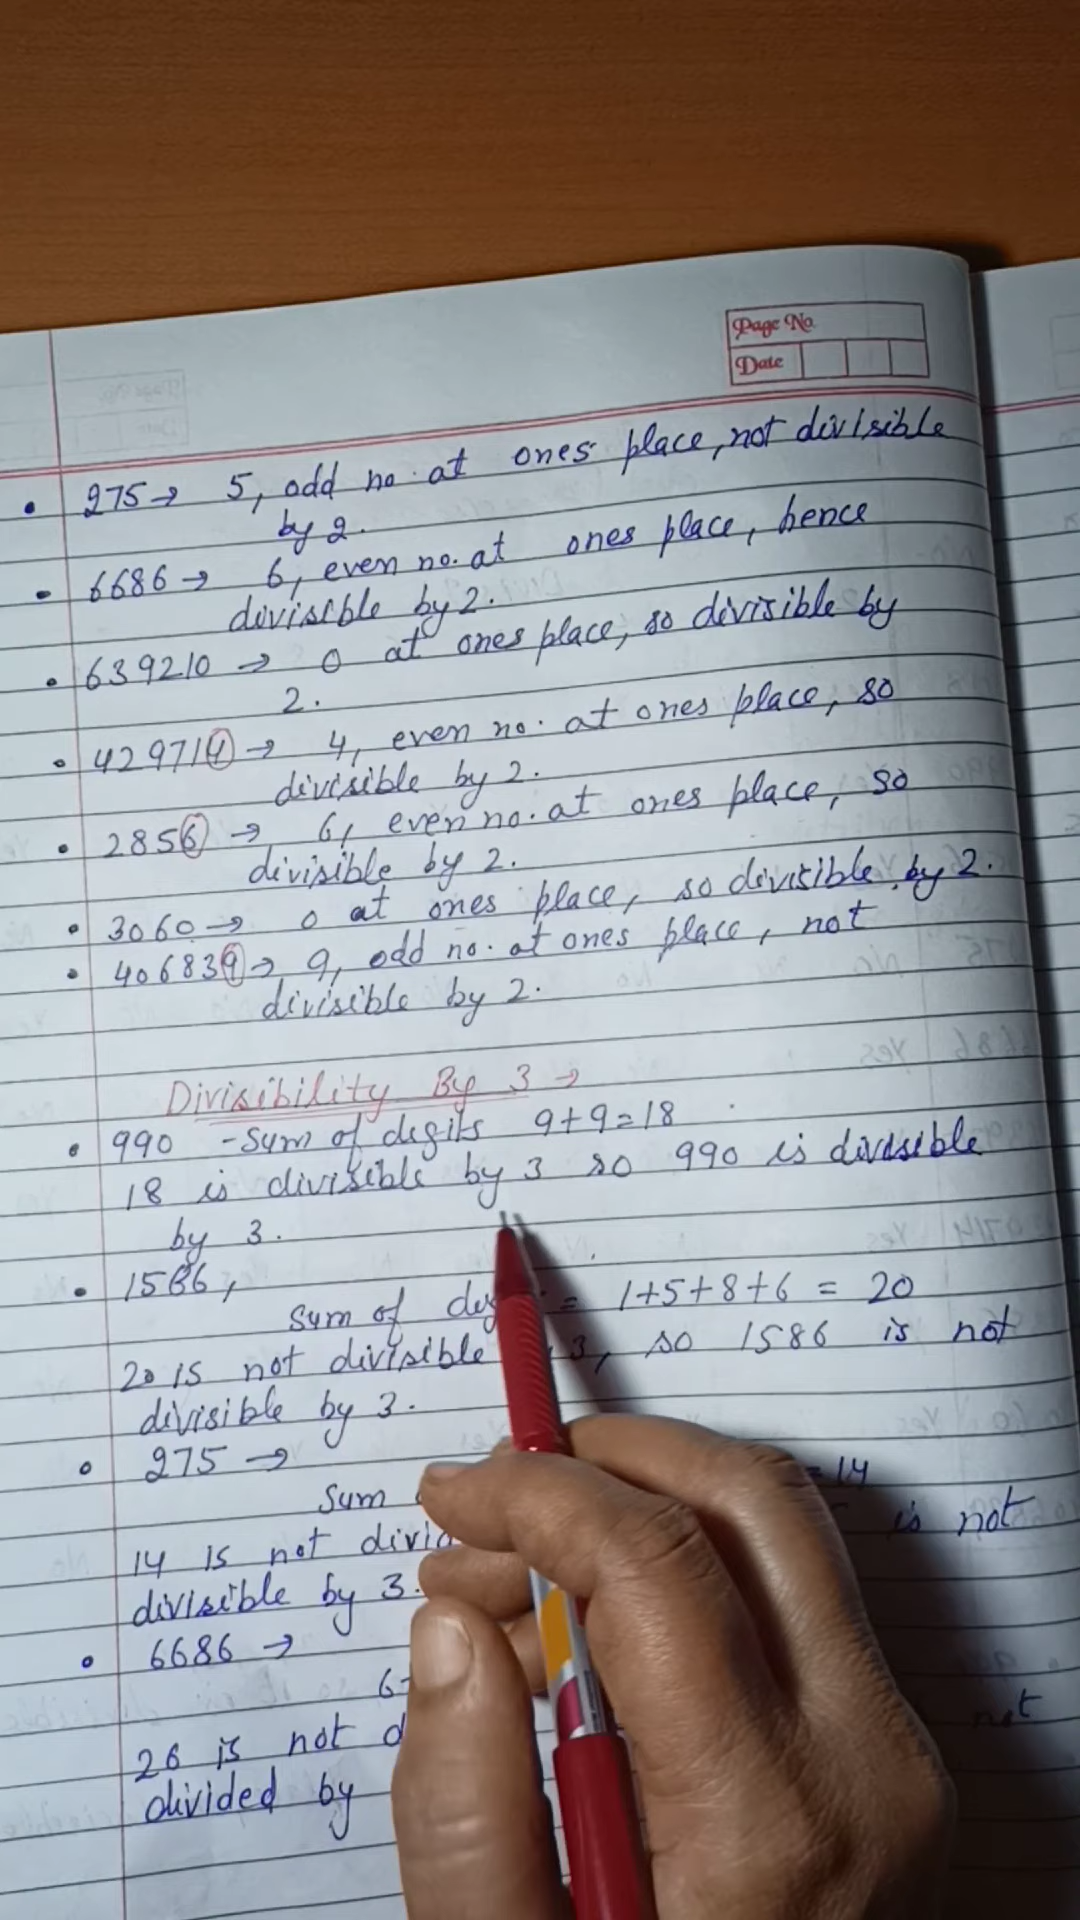 Page No.
Date
275 → 5, odd no. at ones place, not divisible
by 2.
6686 → 6, even no. at ones place, hence
divisible by 2.
639210 → 0 at ones place, so divisible by
2.
429714 → 4, even no. at ones place, so
divisible by 2.
2856 → 6, even no. at ones place, so
divisible by 2.
3060 → 0 at ones place, so divisible by 2.
406839 → 9, odd no. at ones place, not
divisible by 2.
Divisibility By 3 →
990 - Sum of digits 9+9=18
18 is divisible by 3 so 990 is divisible
by 3.
1586,
Sum of = 1+5+8+6 = 20
20 is not divisible 3, so 1586 is not
divisible by 3.
275 →
Sum =14
14 is not is not
divisible by 3.
6686 →
26 is not not
divided by